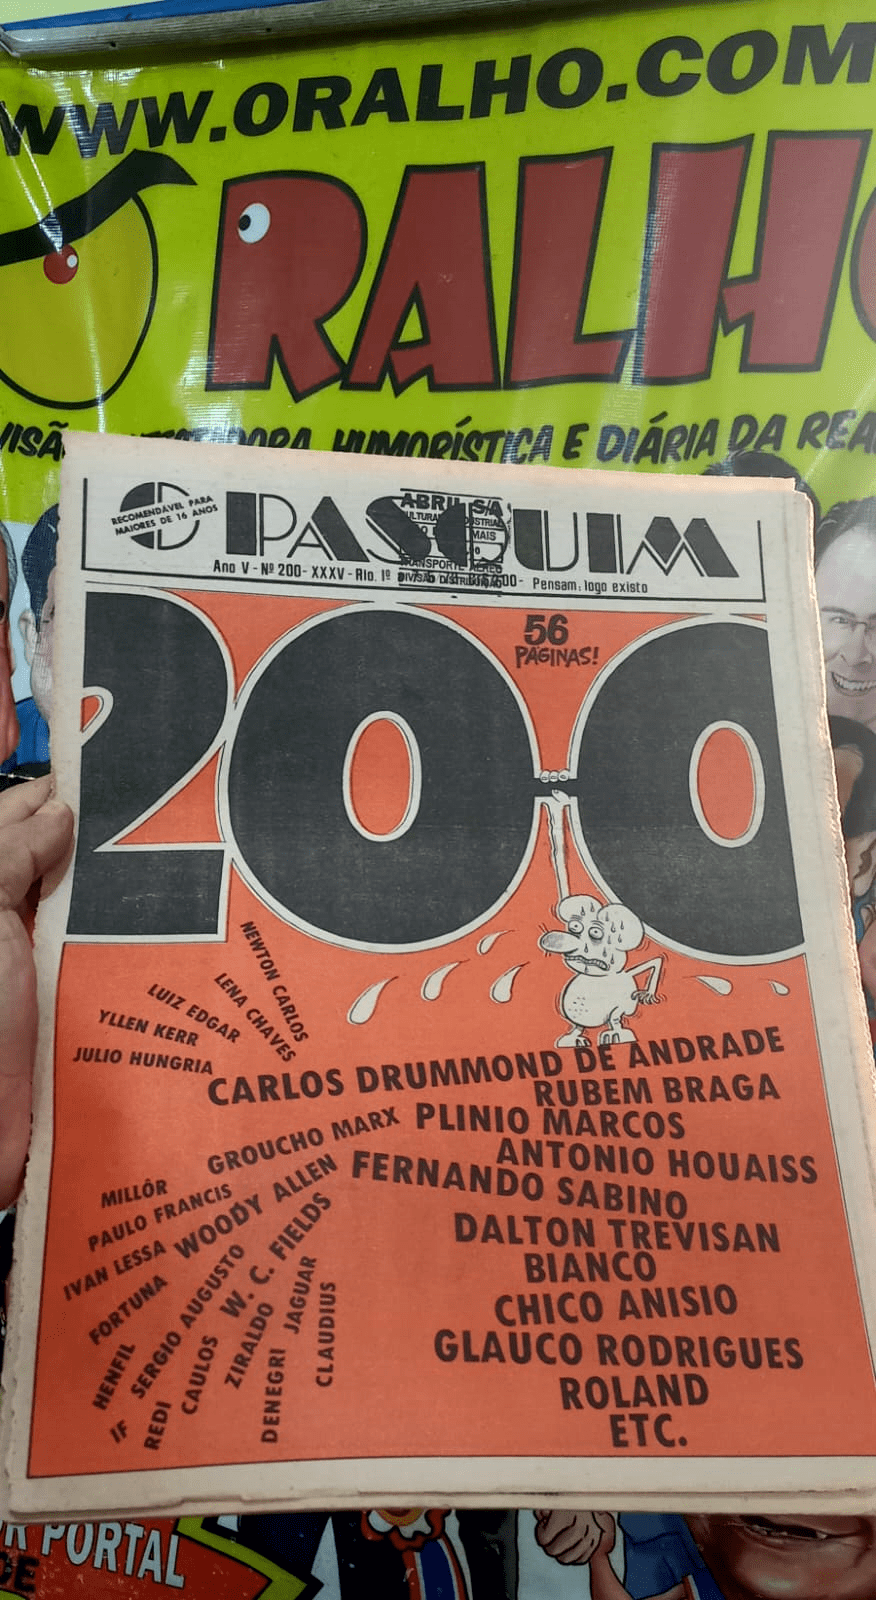 WWW.ORALHO.COM
RALHO
HUMORÍSTICA E DIÁRIA DA REA
RECOMENDÁVEL PARA
MAIORES DE 16 ANOS
O PASQUIM
ABRIL S/A
TRANSPORTE AEREO
Ano V - Nº 200 - XXXV - Rio. 1º
Pensam: logo existo
200
56
PÁGINAS!
NEWTON CARLOS
LENA CHAVES
LUIZ EDGAR
YLLEN KERR
JULIO HUNGRIA
CARLOS DRUMMOND DE ANDRADE
RUBEM BRAGA
GROUCHO MARX
PLINIO MARCOS
ANTONIO HOUAISS
FERNANDO SABINO
DALTON TREVISAN
BIANCO
CHICO ANISIO
GLAUCO RODRIGUES
ROLAND
ETC.
MILLÔR
PAULO FRANCIS
IVAN LESSA
WOODY ALLEN
FORTUNA
SERGIO AUGUSTO
W. C. FIELDS
HENFIL
IF
REDI
CAULOS
ZIRALDO
DENEGRI
JAGUAR
CLAUDIUS
PORTAL
DE